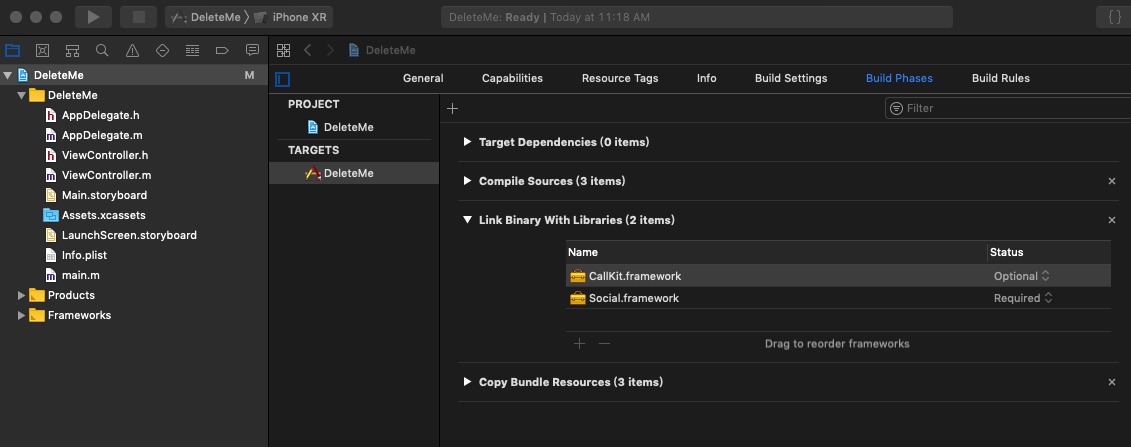 DeleteMe 〉 iPhone XR
DeleteMe: Ready | Today at 11:18 AM
{ }
DeleteMe
DeleteMe M
General Capabilities Resource Tags Info Build Settings Build Phases Build Rules
DeleteMe
AppDelegate.h
AppDelegate.m
ViewController.h
ViewController.m
Main.storyboard
Assets.xcassets
LaunchScreen.storyboard
Info.plist
main.m
Products
Frameworks
PROJECT
DeleteMe
TARGETS
DeleteMe
Filter
Target Dependencies (0 items)
Compile Sources (3 items)
Link Binary With Libraries (2 items)
Name Status
CallKit.framework Optional
Social.framework Required
Drag to reorder frameworks
Copy Bundle Resources (3 items)